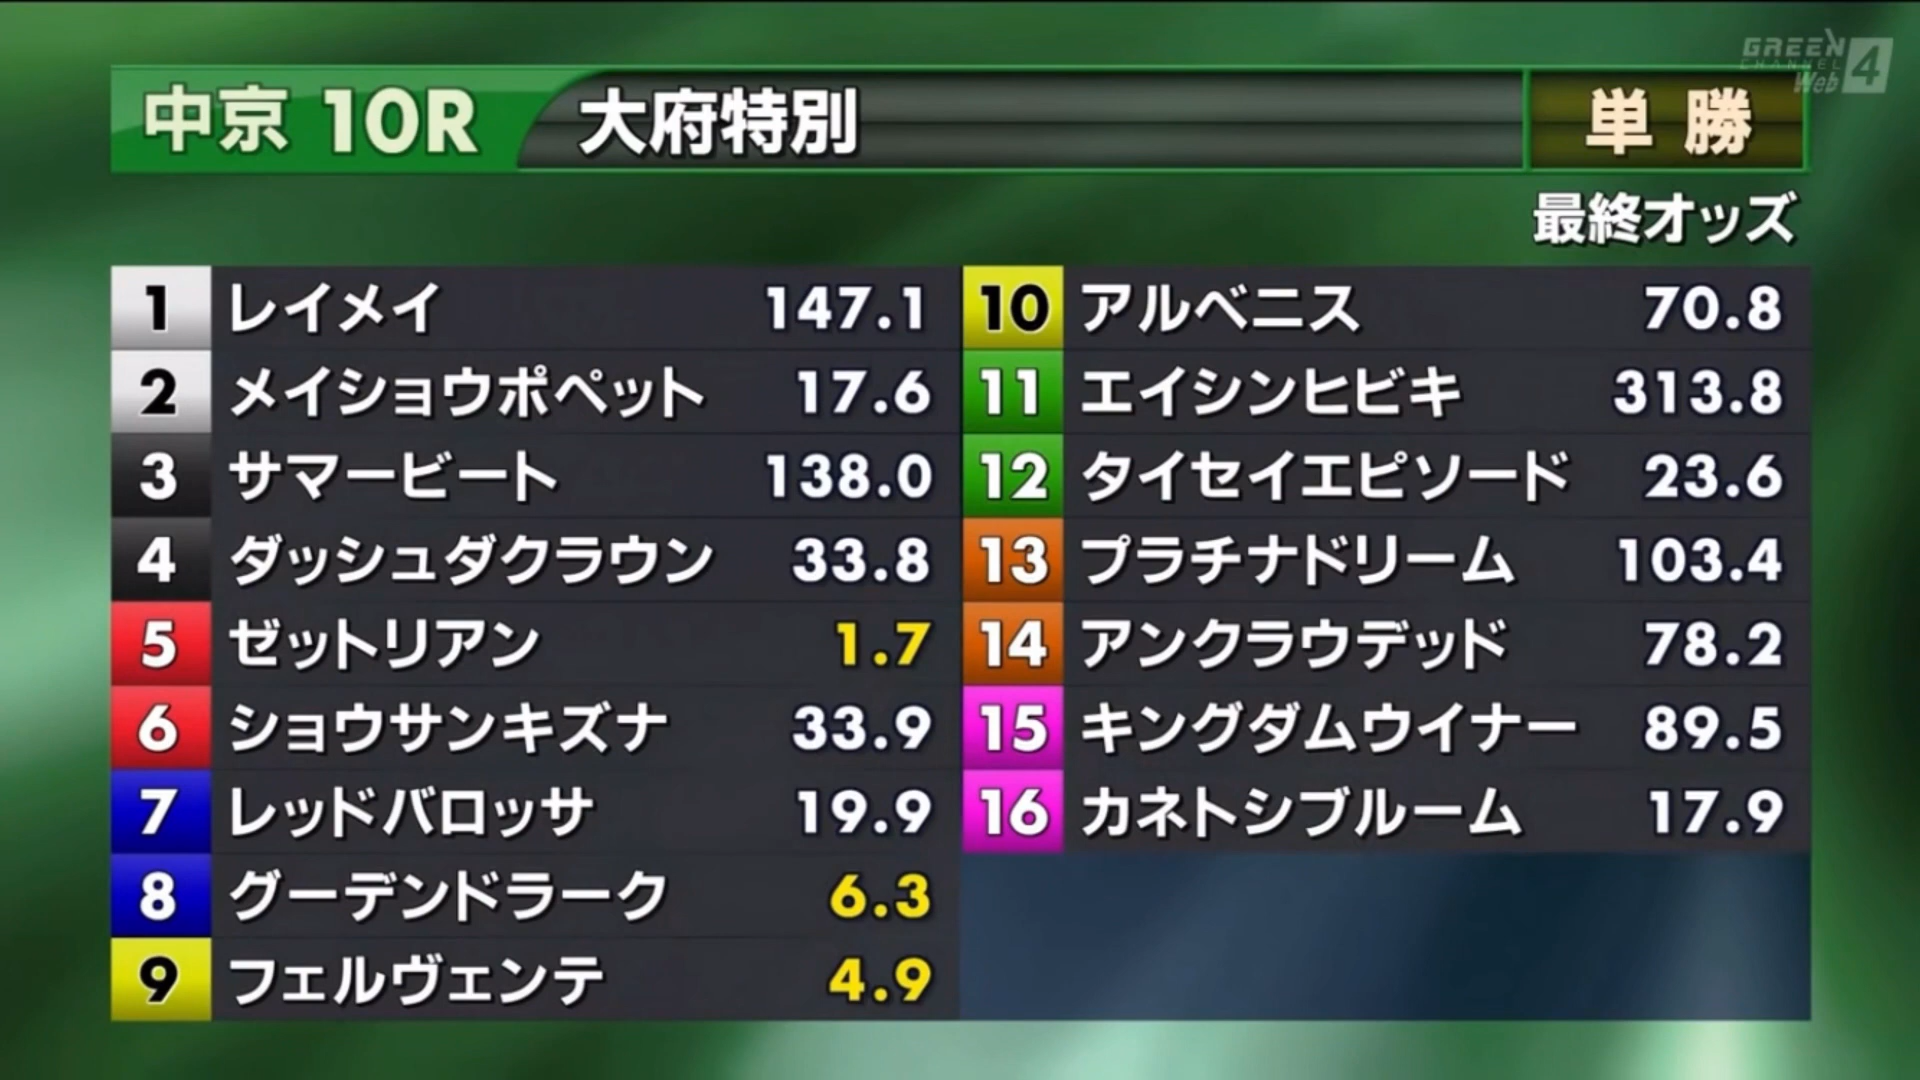 GREEN CHANNEL Web 4
中京 10R 大府特別 単勝
最終オッズ
1 レイメイ 147.1
2 メイショウポペット 17.6
3 サマービート 138.0
4 ダッシュダクラウン 33.8
5 ゼットリアン 1.7
6 ショウサンキズナ 33.9
7 レッドバロッサ 19.9
8 グーデンドラーク 6.3
9 フェルヴェンテ 4.9
10 アルベニス 70.8
11 エイシンヒビキ 313.8
12 タイセイエピソード 23.6
13 プラチナドリーム 103.4
14 アンクラウデッド 78.2
15 キングダムウイナー 89.5
16 カネトシブルーム 17.9